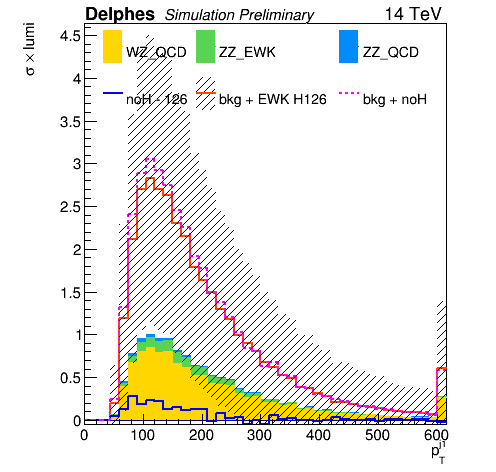 Delphes Simulation Preliminary 14 TeV
σ × lumi
WZ_QCD ZZ_EWK ZZ_QCD
noH - 126 bkg + EWK H126 bkg + noH
4.5
4
3.5
3
2.5
2
1.5
1
0.5
0
0 100 200 300 400 500 600
p_T^{j1}